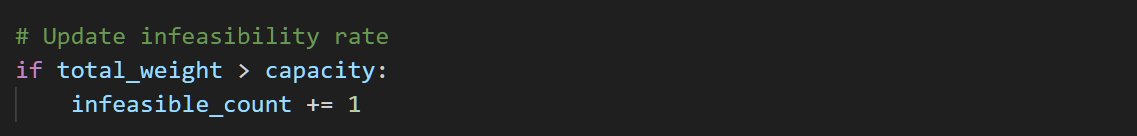 # Update infeasibility rate
if total_weight > capacity:
    infeasible_count += 1